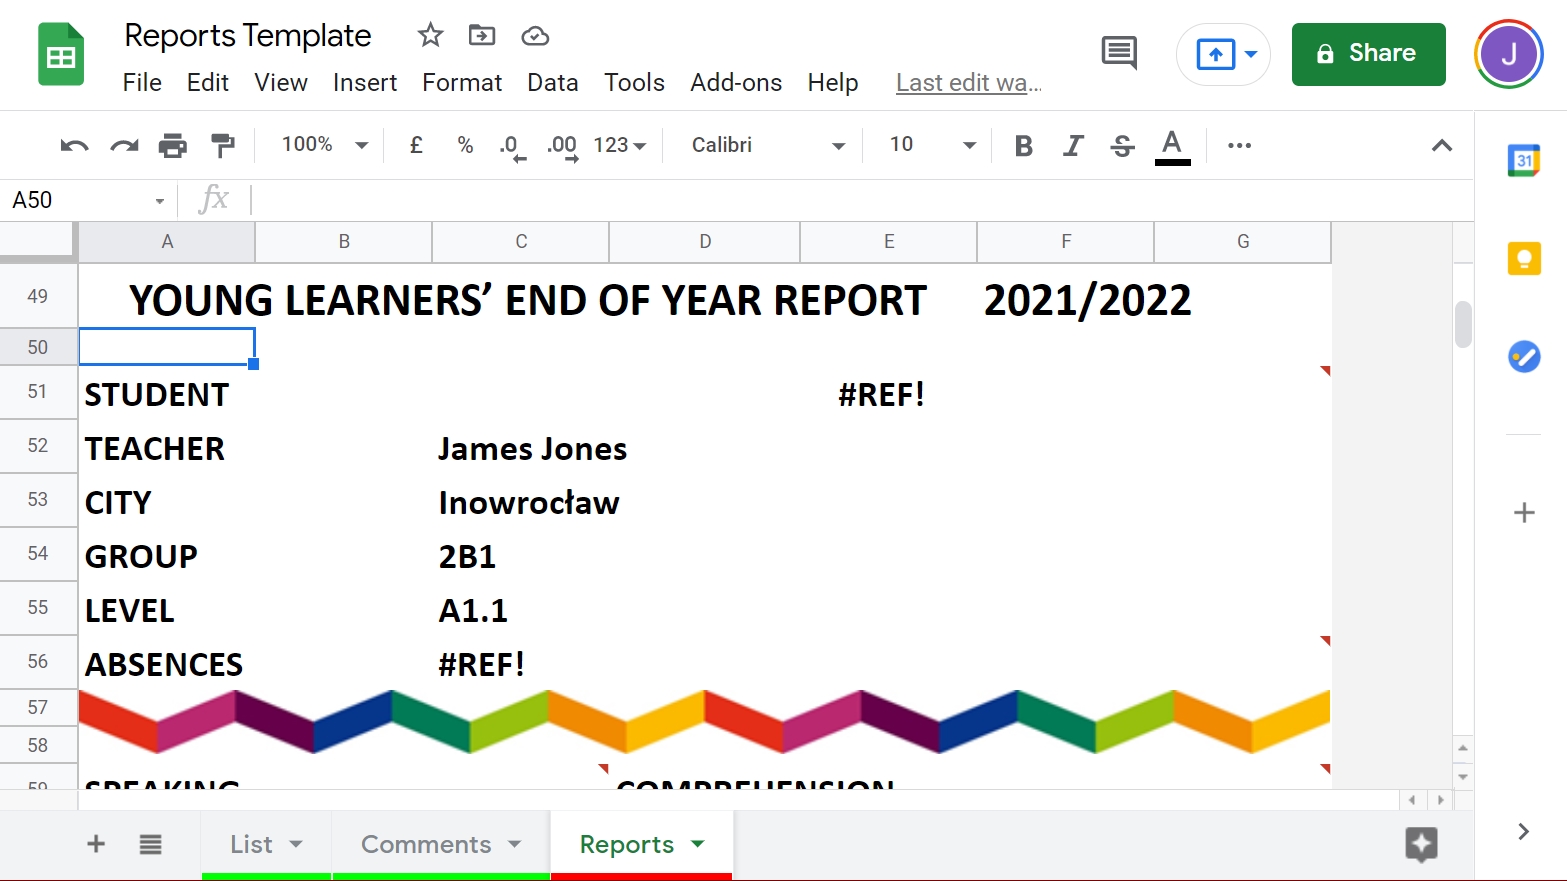 Reports Template
File Edit View Insert Format Data Tools Add-ons Help Last edit wa...
Share
J
100% £ % .0 .00 123 Calibri 10 B I S A
31
A50 fx
A B C D E F G
49 YOUNG LEARNERS’ END OF YEAR REPORT 2021/2022
50
51 STUDENT #REF!
52 TEACHER James Jones
53 CITY Inowrocław
54 GROUP 2B1
55 LEVEL A1.1
56 ABSENCES #REF!
57
58
59 SPEAKING COMPREHENSION
List Comments Reports